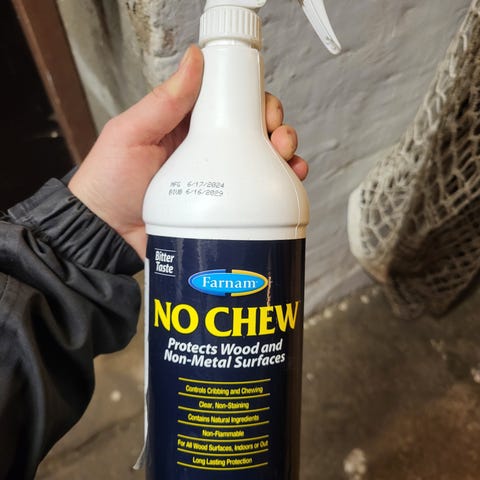 MFG 6/17/2024
BIUB 6/16/2029
Bitter
Taste
Farnam
NO CHEW
Protects Wood and
Non-Metal Surfaces
Controls Cribbing and Chewing
Clear, Non-Staining
Contains Natural Ingredients
Non-Flammable
For All Wood Surfaces, Indoors or Out
Long Lasting Protection